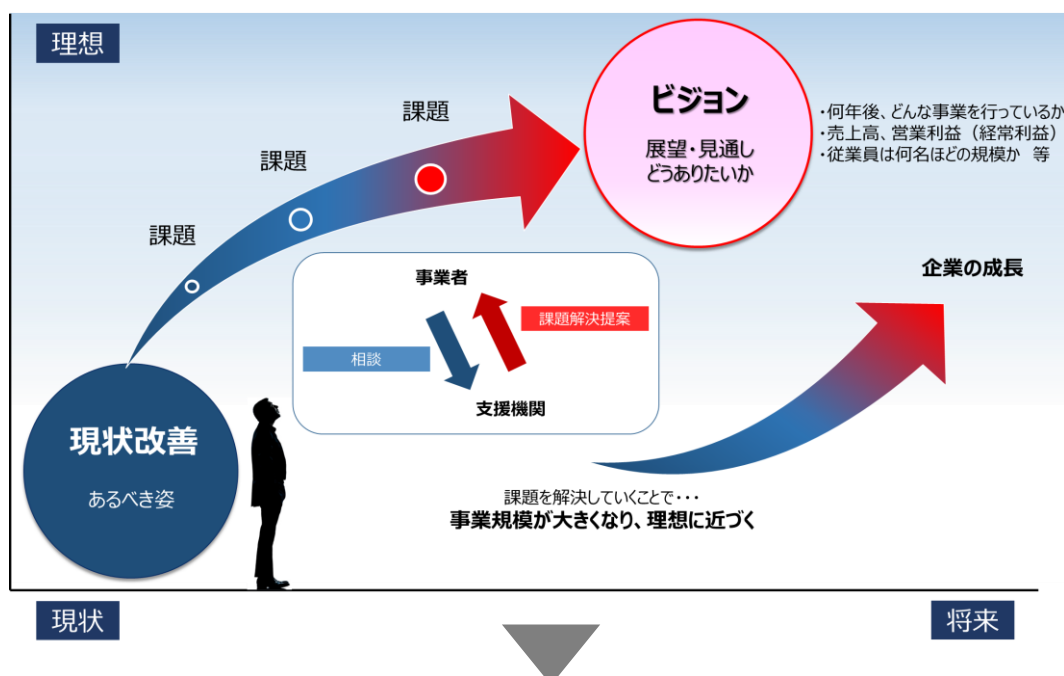 理想
ビジョン
展望・見通し
どうありたいか
・何年後、どんな事業を行っているか
・売上高、営業利益（経常利益）
・従業員は何名ほどの規模か　等
課題
課題
課題
企業の成長
事業者
課題解決提案
相談
支援機関
現状改善
あるべき姿
課題を解決していくことで・・・
事業規模が大きくなり、理想に近づく
現状
将来